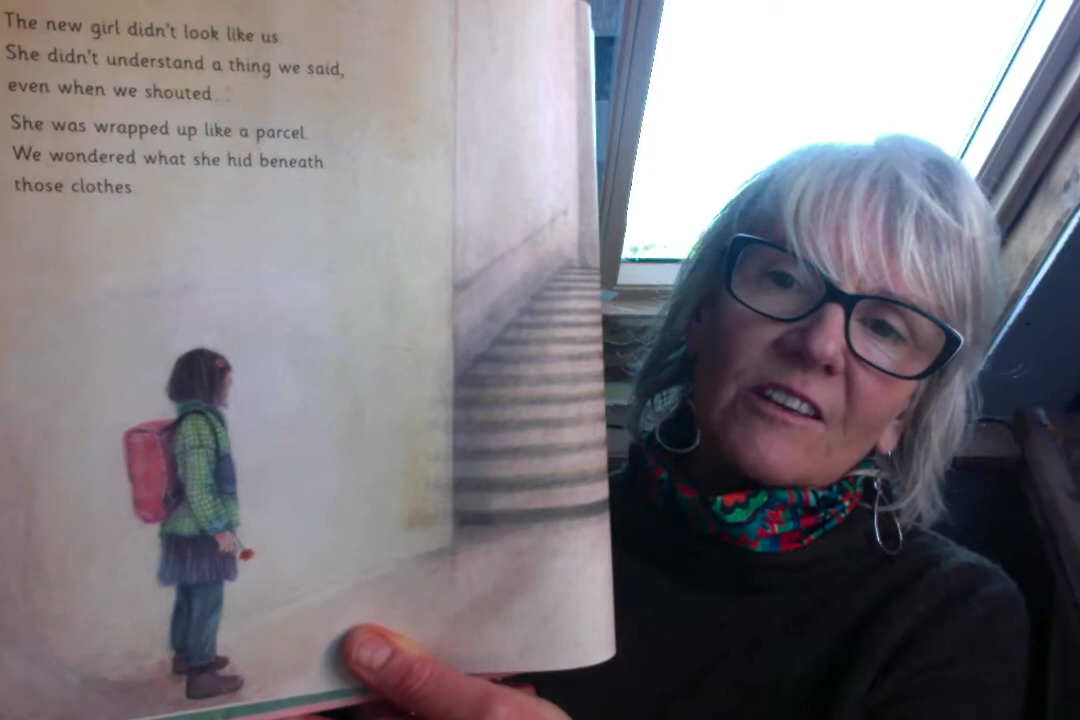 The new girl didn't look like us.
She didn't understand a thing we said,
even when we shouted...
She was wrapped up like a parcel.
We wondered what she hid beneath
those clothes.